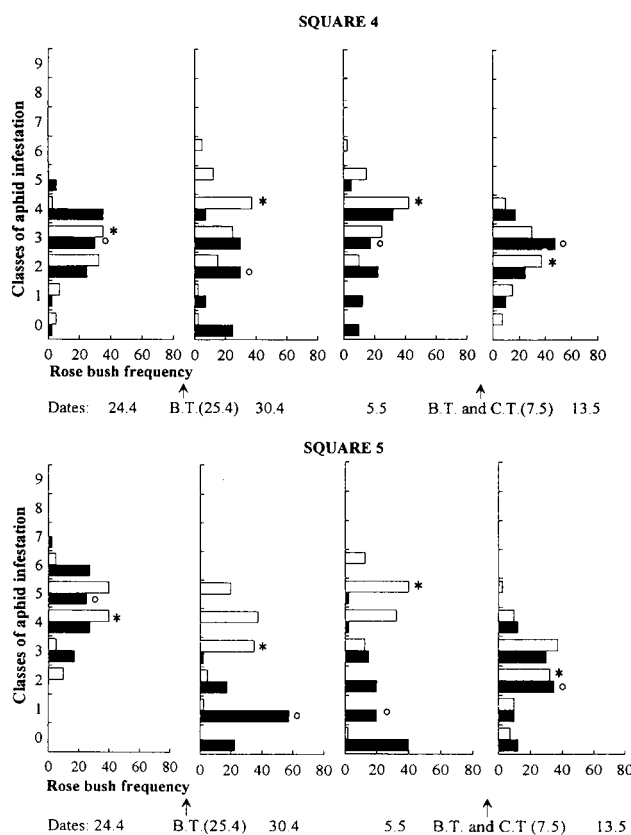 SQUARE 4
Classes of aphid infestation
9
8
7
6
5
4
3
2
1
0
*
o
*
o
*
o
*
o
0 20 40 60 80 0 20 40 60 80 0 20 40 60 80 0 20 40 60 80
Rose bush frequency
Dates: 24.4 B.T.(25.4) 30.4 5.5 B.T. and C.T.(7.5) 13.5
SQUARE 5
Classes of aphid infestation
9
8
7
6
5
4
3
2
1
0
o
*
*
o
*
o
*
o
0 20 40 60 80 0 20 40 60 80 0 20 40 60 80 0 20 40 60 80
Rose bush frequency
Dates: 24.4 B.T.(25.4) 30.4 5.5 B.T. and C.T (7.5) 13.5